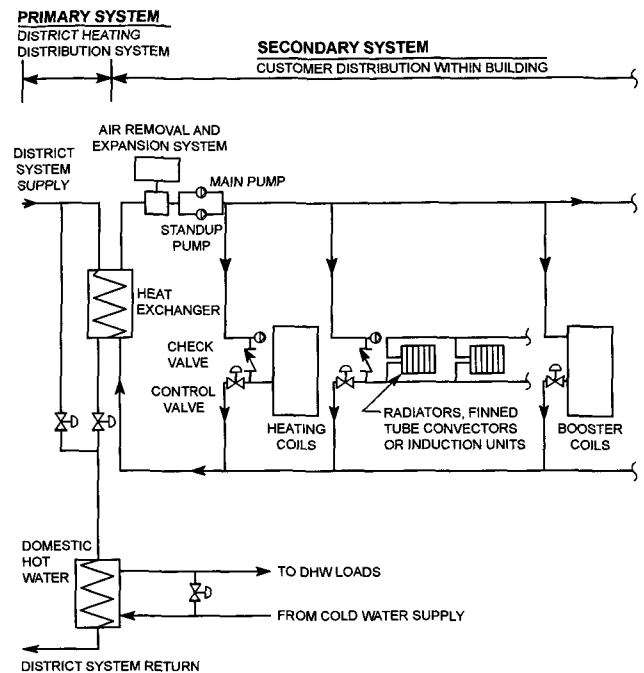 PRIMARY SYSTEM
DISTRICT HEATING
DISTRIBUTION SYSTEM
SECONDARY SYSTEM
CUSTOMER DISTRIBUTION WITHIN BUILDING
AIR REMOVAL AND
EXPANSION SYSTEM
DISTRICT
SYSTEM
SUPPLY
MAIN PUMP
STANDUP
PUMP
HEAT
EXCHANGER
CHECK
VALVE
CONTROL
VALVE
HEATING
COILS
RADIATORS, FINNED
TUBE CONVECTORS
OR INDUCTION UNITS
BOOSTER
COILS
DOMESTIC
HOT
WATER
TO DHW LOADS
FROM COLD WATER SUPPLY
DISTRICT SYSTEM RETURN